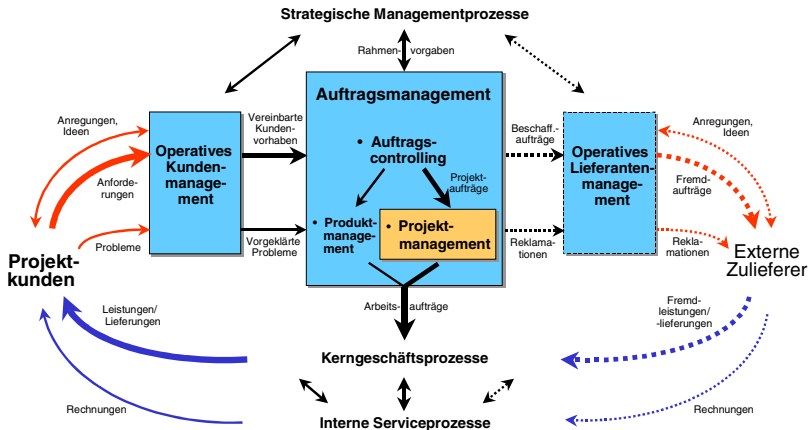 Strategische Managementprozesse
Rahmen- vorgaben
Auftragsmanagement
Anregungen,
Ideen
Operatives
Kunden-
manage-
ment
Vereinbarte
Kunden-
vorhaben
• Auftrags-
controlling
Beschaff.-
aufträge
Operatives
Lieferanten-
manage-
ment
Anregungen,
Ideen
Anforde-
rungen
Projekt-
aufträge
Fremd-
aufträge
• Produkt-
manage-
ment
• Projekt-
management
Probleme
Vorgeklärte
Probleme
Reklama-
tionen
Rekla-
mationen
Projekt-
kunden
Externe
Zulieferer
Leistungen/
Lieferungen
Arbeits- aufträge
Fremd-
leistungen/
-lieferungen
Kerngeschäftsprozesse
Rechnungen
Rechnungen
Interne Serviceprozesse